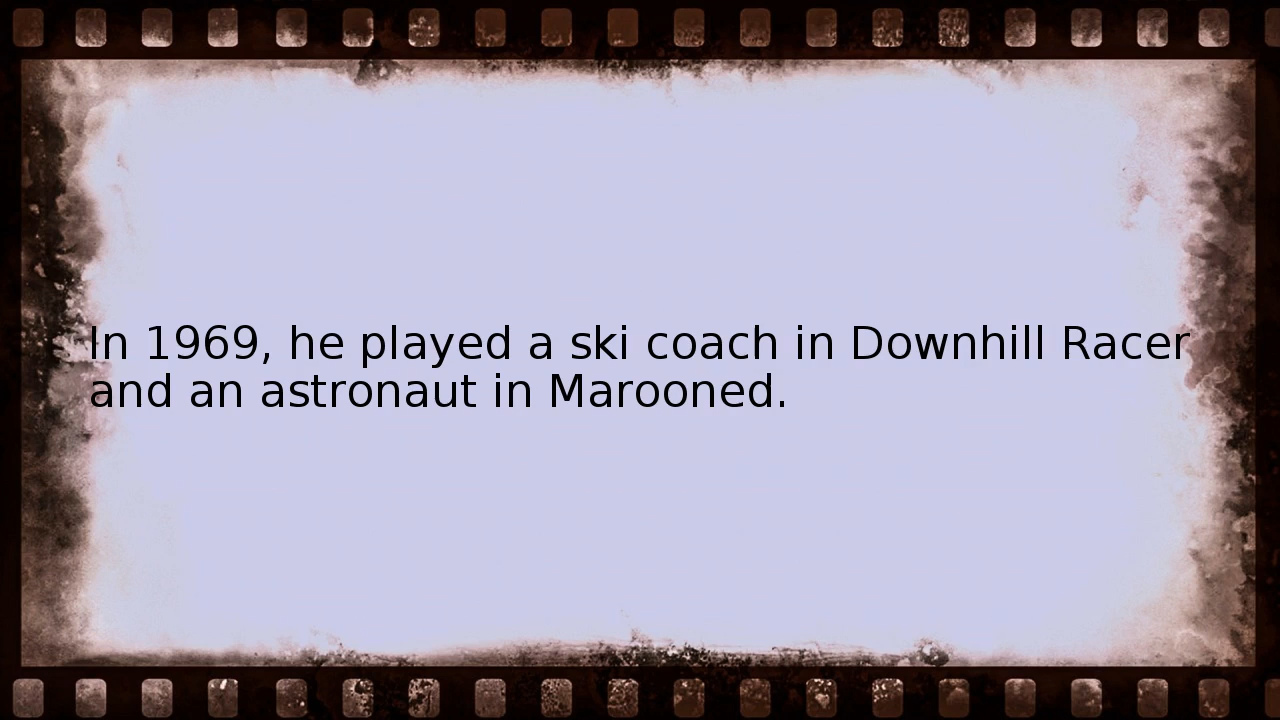 In 1969, he played a ski coach in Downhill Racer
and an astronaut in Marooned.